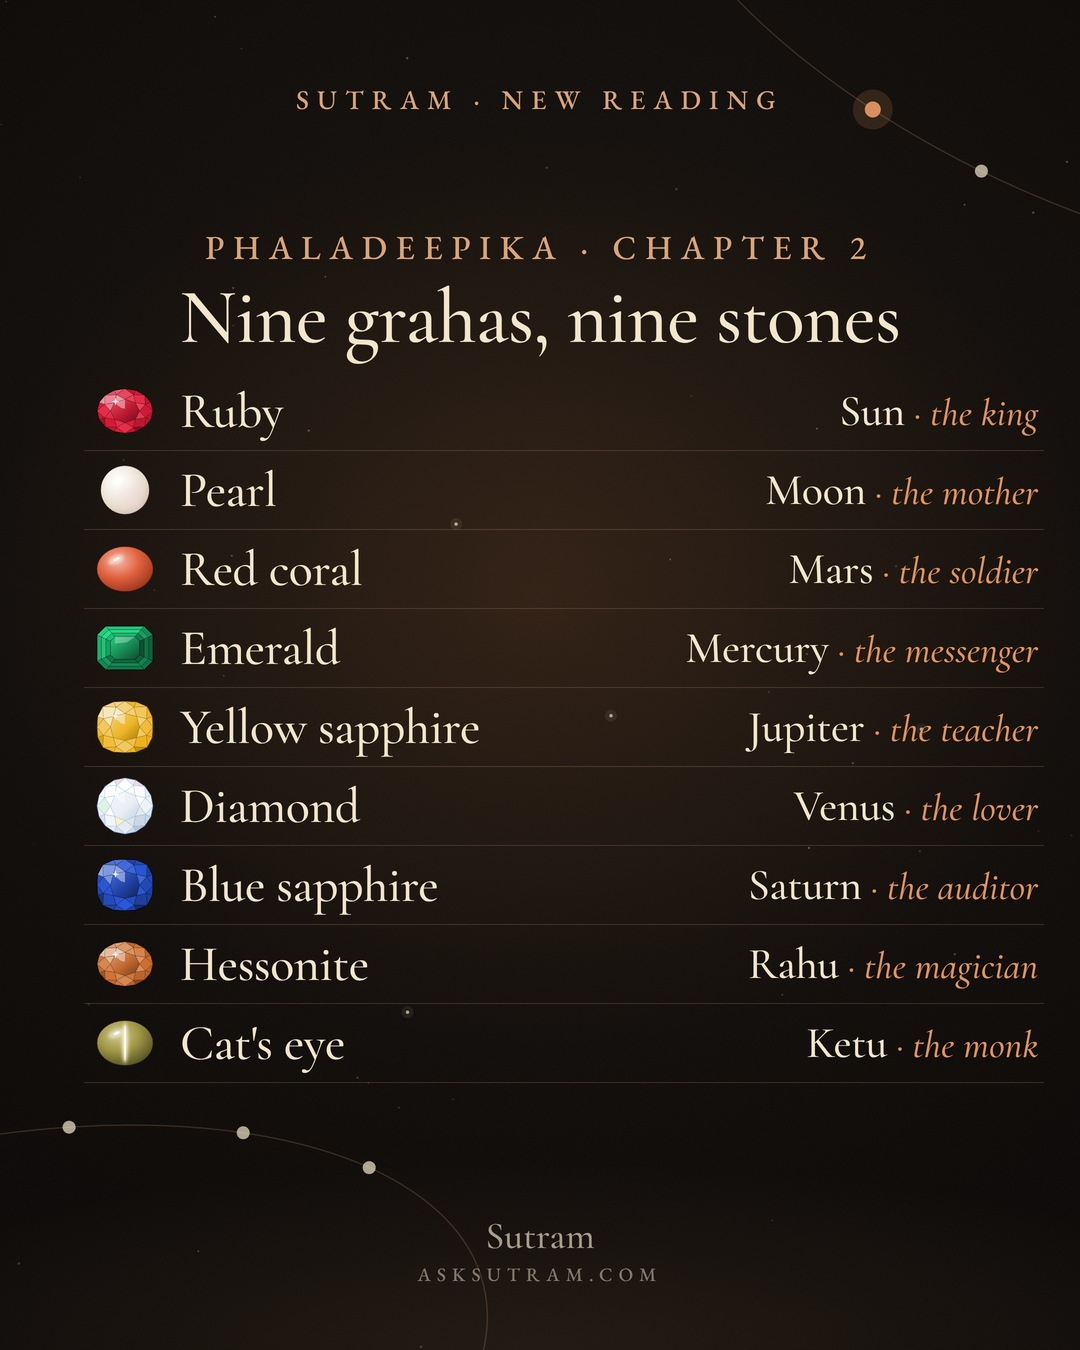 SUTRAM · NEW READING
PHALADEEPIKA · CHAPTER 2
Nine grahas, nine stones
Ruby Sun · the king
Pearl Moon · the mother
Red coral Mars · the soldier
Emerald Mercury · the messenger
Yellow sapphire Jupiter · the teacher
Diamond Venus · the lover
Blue sapphire Saturn · the auditor
Hessonite Rahu · the magician
Cat's eye Ketu · the monk
Sutram
ASKSUTRAM.COM